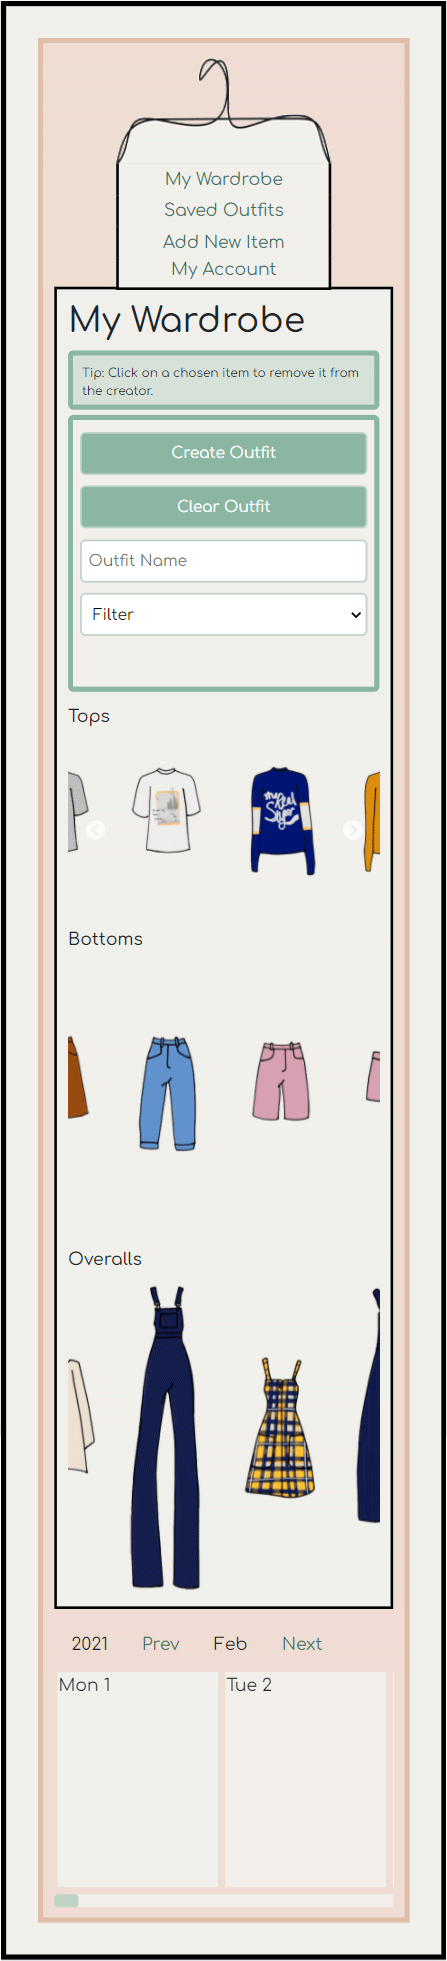 My Wardrobe
Saved Outfits
Add New Item
My Account
My Wardrobe
Tip: Click on a chosen item to remove it from
the creator.
Create Outfit
Clear Outfit
Outfit Name
Filter
Tops
Bottoms
Overalls
2021 Prev Feb Next
Mon 1 Tue 2